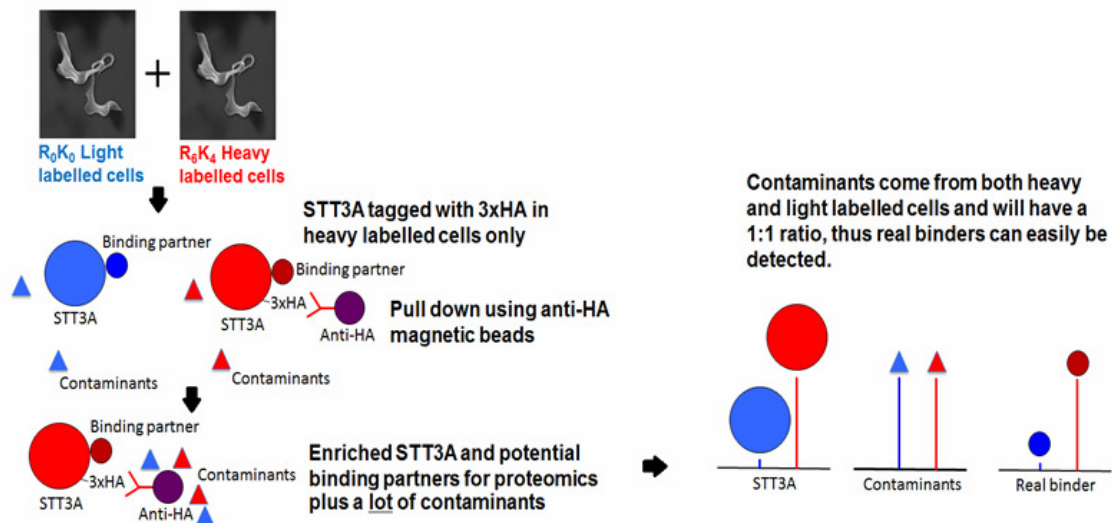 +
R₀K₀ Light
labelled cells
R₆K₄ Heavy
labelled cells
STT3A tagged with 3xHA in
heavy labelled cells only
Binding partner
STT3A
Binding partner
3xHA
STT3A
Anti-HA
Pull down using anti-HA
magnetic beads
Contaminants
Contaminants
Binding partner
3xHA
STT3A
Anti-HA
Contaminants
Enriched STT3A and potential
binding partners for proteomics
plus a lot of contaminants
Contaminants come from both heavy
and light labelled cells and will have a
1:1 ratio, thus real binders can easily be
detected.
STT3A
Contaminants
Real binder